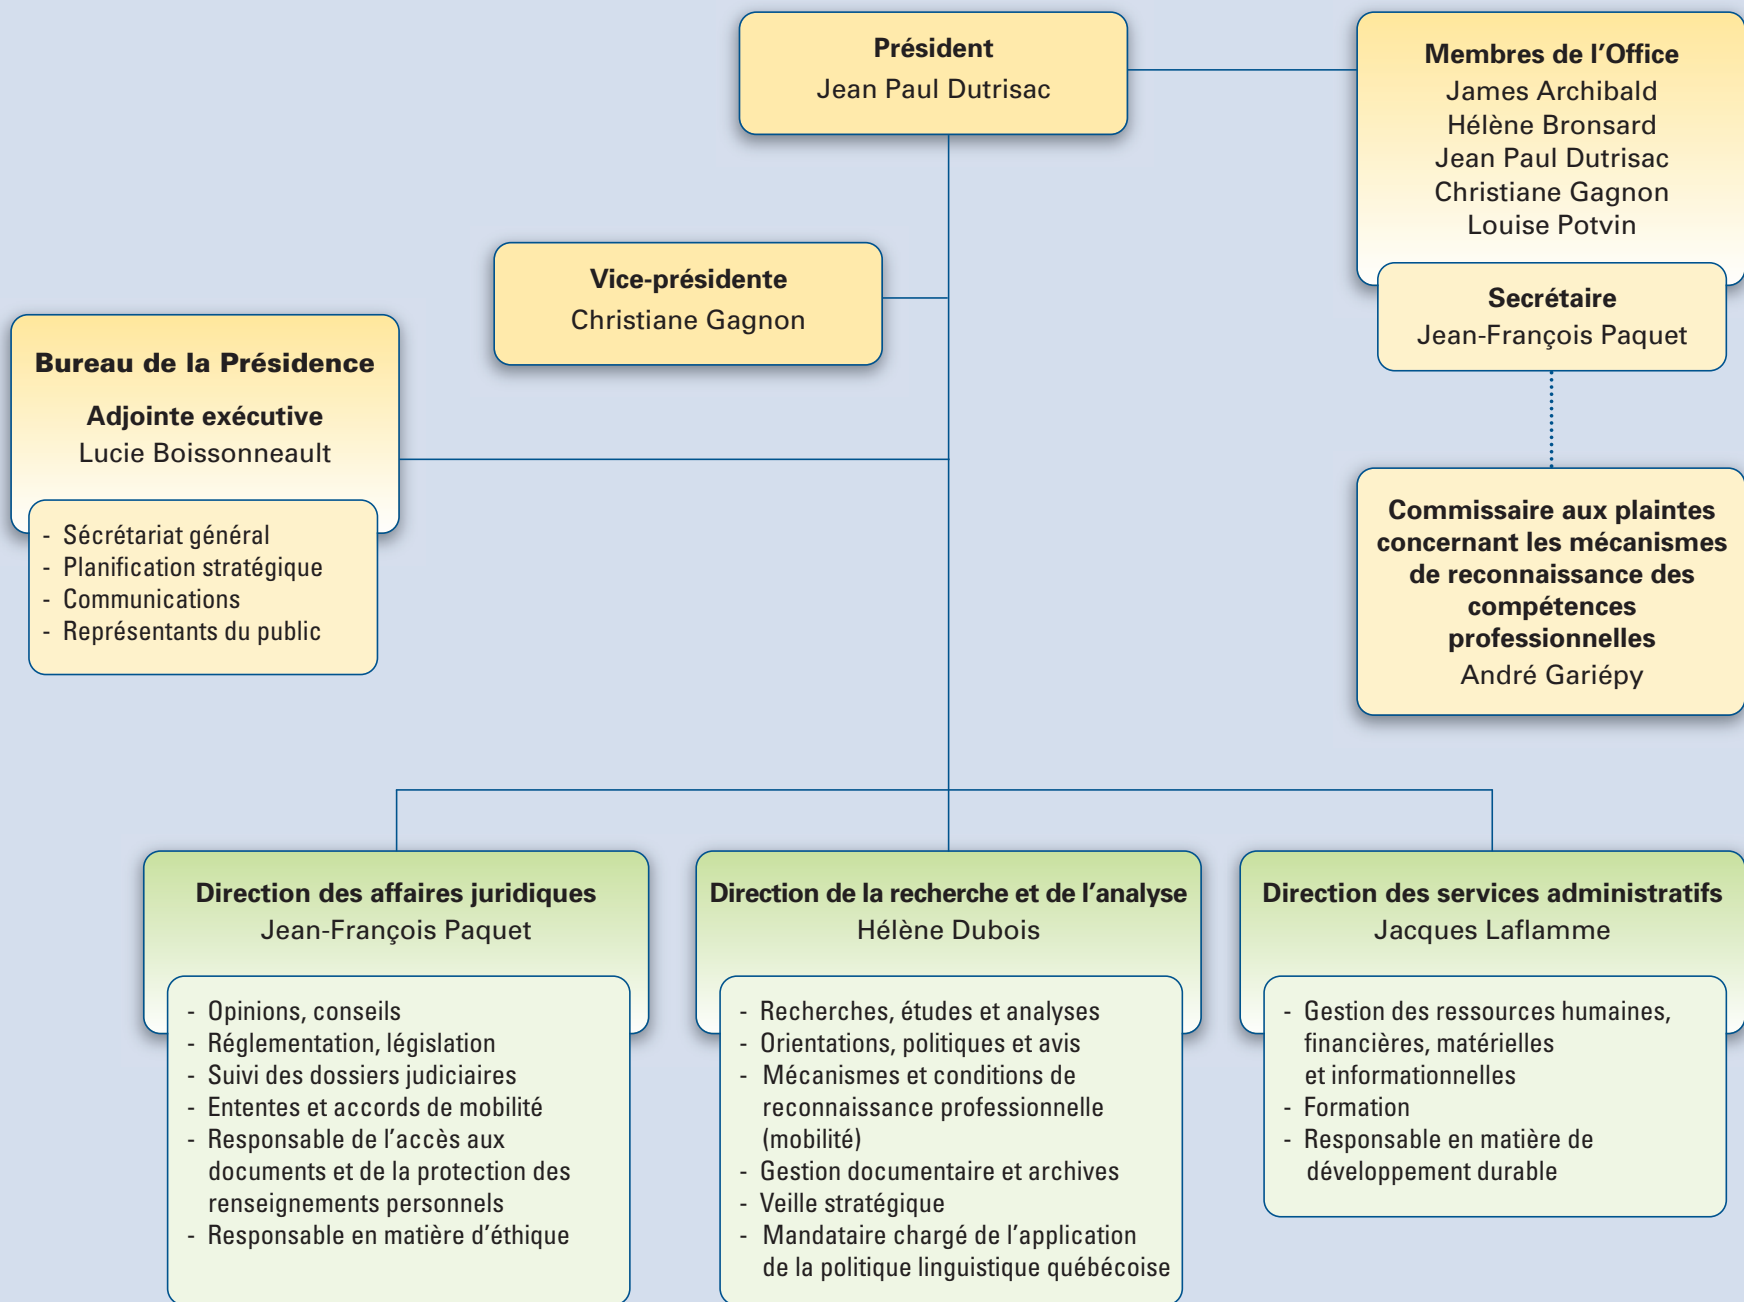 Président
Jean Paul Dutrisac
Membres de l’Office
James Archibald
Hélène Bronsard
Jean Paul Dutrisac
Christiane Gagnon
Louise Potvin
Secrétaire
Jean-François Paquet
Vice-présidente
Christiane Gagnon
Bureau de la Présidence
Adjointe exécutive
Lucie Boissonneault
- Sécrétariat général
- Planification stratégique
- Communications
- Représentants du public
Commissaire aux plaintes
concernant les mécanismes
de reconnaissance des
compétences
professionnelles
André Gariépy
Direction des affaires juridiques
Jean-François Paquet
- Opinions, conseils
- Réglementation, législation
- Suivi des dossiers judiciaires
- Ententes et accords de mobilité
- Responsable de l’accès aux
documents et de la protection des
renseignements personnels
- Responsable en matière d’éthique
Direction de la recherche et de l’analyse
Hélène Dubois
- Recherches, études et analyses
- Orientations, politiques et avis
- Mécanismes et conditions de
reconnaissance professionnelle
(mobilité)
- Gestion documentaire et archives
- Veille stratégique
- Mandataire chargé de l’application
de la politique linguistique québécoise
Direction des services administratifs
Jacques Laflamme
- Gestion des ressources humaines,
financières, matérielles
et informationnelles
- Formation
- Responsable en matière de
développement durable